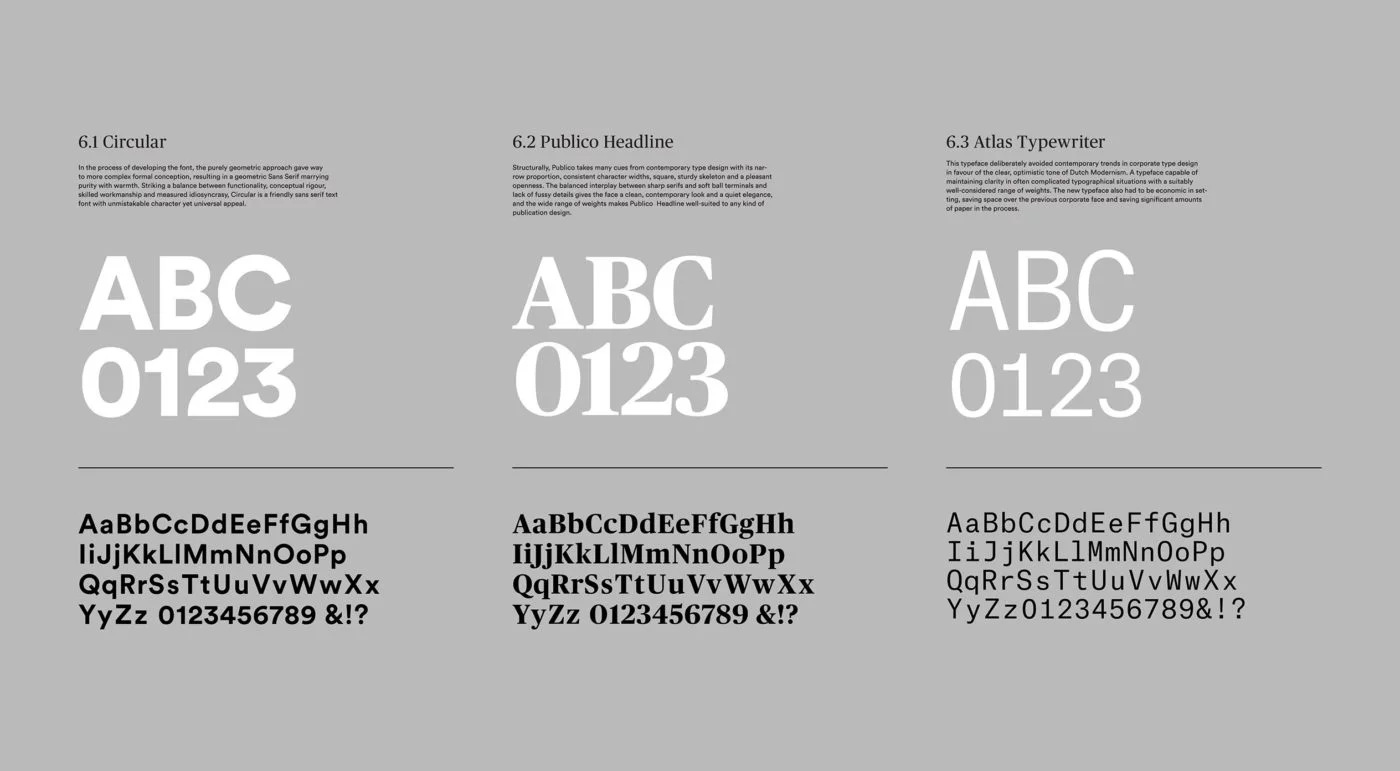 6.1 Circular
In the process of developing the font, the purely geometric approach gave way
to more complex formal conception, resulting in a geometric Sans Serif marrying
purity with warmth. Striking a balance between functionality, conceptual rigour,
skilled workmanship and measured idiosyncrasy, Circular is a friendly sans serif text
font with unmistakable character yet universal appeal.
ABC
0123
AaBbCcDdEeFfGgHh
IiJjKkLlMmNnOoPp
QqRrSsTtUuVvWwXx
YyZz 0123456789 &!?
6.2 Publico Headline
Structurally, Publico takes many cues from contemporary type design with its nar-
row proportion, consistent character widths, square, sturdy skeleton and a pleasant
openness. The balanced interplay between sharp serifs and soft ball terminals and
lack of fussy details gives the face a clean, contemporary look and a quiet elegance,
and the wide range of weights makes Publico Headline well-suited to any kind of
publication design.
ABC
0123
AaBbCcDdEeFfGgHh
IiJjKkLlMmNnOoPp
QqRrSsTtUuVvWwXx
YyZz 0123456789 &!?
6.3 Atlas Typewriter
This typeface deliberately avoided contemporary trends in corporate type design
in favour of the clear, optimistic tone of Dutch Modernism. A typeface capable of
maintaining clarity in often complicated typographical situations with a suitably
well-considered range of weights. The new typeface also had to be economic in set-
ting, saving space over the previous corporate face and saving significant amounts
of paper in the process.
ABC
0123
AaBbCcDdEeFfGgHh
IiJjKkLlMmNnOoPp
QqRrSsTtUuVvWwXx
YyZz0123456789&!?